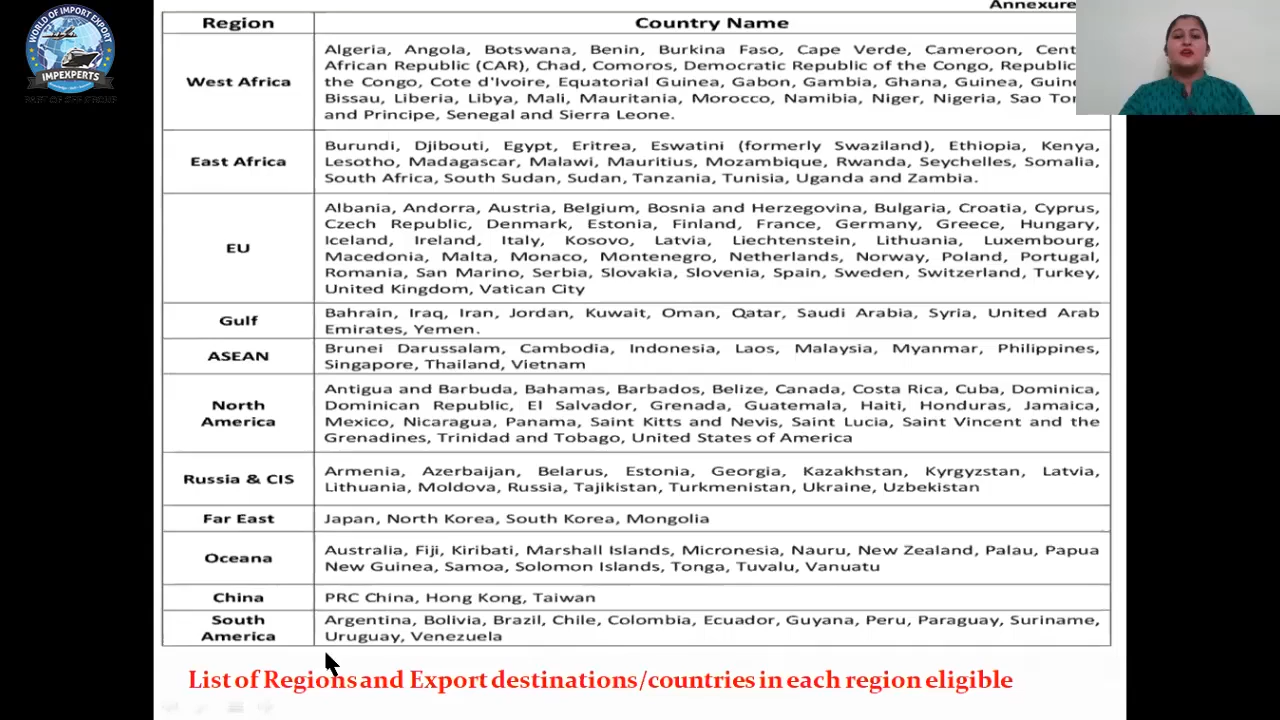 WORLD OF IMPORT EXPORT
IMPEXPERTS
PART OF GFE GROUP
Annexure
Region Country Name
West Africa
Algeria, Angola, Botswana, Benin, Burkina Faso, Cape Verde, Cameroon, Cent
African Republic (CAR), Chad, Comoros, Democratic Republic of the Congo, Republic
the Congo, Cote d'Ivoire, Equatorial Guinea, Gabon, Gambia, Ghana, Guinea, Guine
Bissau, Liberia, Libya, Mali, Mauritania, Morocco, Namibia, Niger, Nigeria, Sao Tom
and Principe, Senegal and Sierra Leone.
East Africa
Burundi, Djibouti, Egypt, Eritrea, Eswatini (formerly Swaziland), Ethiopia, Kenya,
Lesotho, Madagascar, Malawi, Mauritius, Mozambique, Rwanda, Seychelles, Somalia,
South Africa, South Sudan, Sudan, Tanzania, Tunisia, Uganda and Zambia.
EU
Albania, Andorra, Austria, Belgium, Bosnia and Herzegovina, Bulgaria, Croatia, Cyprus,
Czech Republic, Denmark, Estonia, Finland, France, Germany, Greece, Hungary,
Iceland, Ireland, Italy, Kosovo, Latvia, Liechtenstein, Lithuania, Luxembourg,
Macedonia, Malta, Monaco, Montenegro, Netherlands, Norway, Poland, Portugal,
Romania, San Marino, Serbia, Slovakia, Slovenia, Spain, Sweden, Switzerland, Turkey,
United Kingdom, Vatican City
Gulf
Bahrain, Iraq, Iran, Jordan, Kuwait, Oman, Qatar, Saudi Arabia, Syria, United Arab
Emirates, Yemen.
ASEAN
Brunei Darussalam, Cambodia, Indonesia, Laos, Malaysia, Myanmar, Philippines,
Singapore, Thailand, Vietnam
North
America
Antigua and Barbuda, Bahamas, Barbados, Belize, Canada, Costa Rica, Cuba, Dominica,
Dominican Republic, El Salvador, Grenada, Guatemala, Haiti, Honduras, Jamaica,
Mexico, Nicaragua, Panama, Saint Kitts and Nevis, Saint Lucia, Saint Vincent and the
Grenadines, Trinidad and Tobago, United States of America
Russia & CIS
Armenia, Azerbaijan, Belarus, Estonia, Georgia, Kazakhstan, Kyrgyzstan, Latvia,
Lithuania, Moldova, Russia, Tajikistan, Turkmenistan, Ukraine, Uzbekistan
Far East
Japan, North Korea, South Korea, Mongolia
Oceana
Australia, Fiji, Kiribati, Marshall Islands, Micronesia, Nauru, New Zealand, Palau, Papua
New Guinea, Samoa, Solomon Islands, Tonga, Tuvalu, Vanuatu
China
PRC China, Hong Kong, Taiwan
South
America
Argentina, Bolivia, Brazil, Chile, Colombia, Ecuador, Guyana, Peru, Paraguay, Suriname,
Uruguay, Venezuela
List of Regions and Export destinations/countries in each region eligible